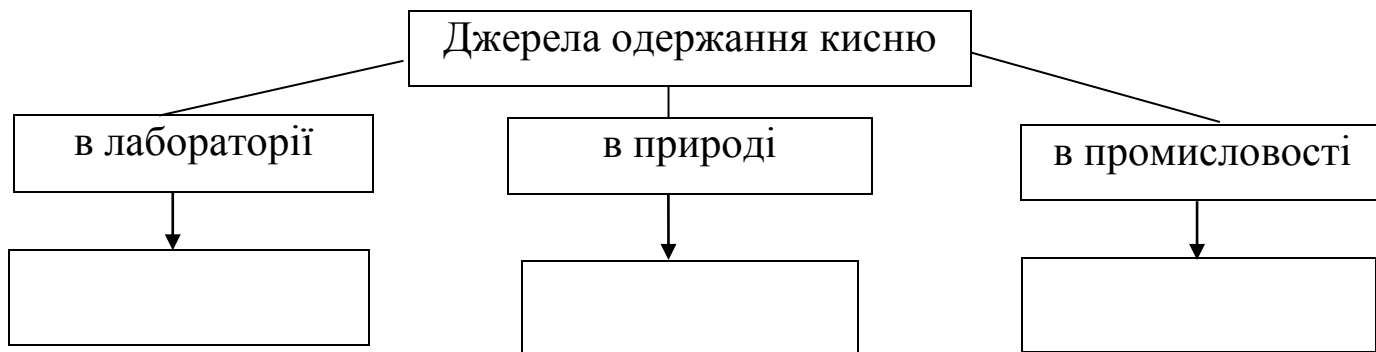 Джерела одержання кисню
в лабораторії
в природі
в промисловості